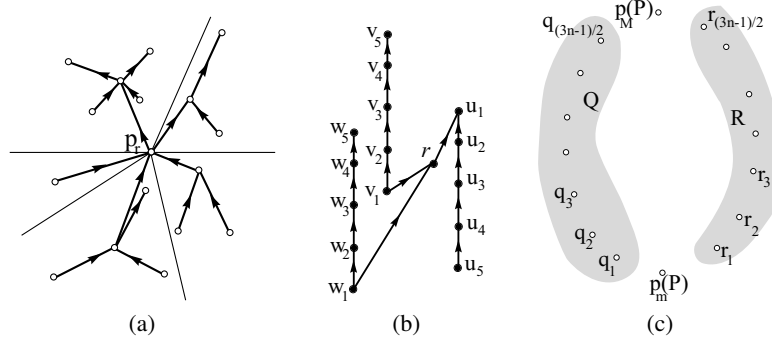 p_r
(a)
v_5
v_4
v_3
v_2
v_1
w_5
w_4
w_3
w_2
w_1
r
u_1
u_2
u_3
u_4
u_5
(b)
p_M(P)
q_{(3n-1)/2}
r_{(3n-1)/2}
Q
R
q_3
q_2
q_1
r_3
r_2
r_1
p_m(P)
(c)